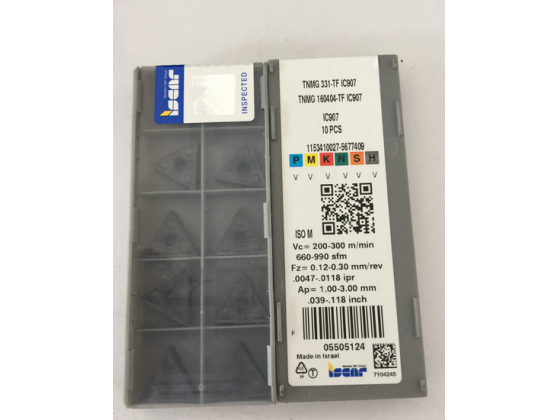 iscar
INSPECTED
TNMG 331-TF IC907
TNMG 160404-TF IC907
IC907
10 PCS
1153410027-5677409
P M K N S H
V V V V V V
ISO M
Vc= 200-300 m/min
660-990 sfm
Fz= 0.12-0.30 mm/rev
.0047-.0118 ipr
Ap= 1.00-3.00 mm
.039-.118 inch
05505124
Made in Israel
PP
T
iscar
7104245